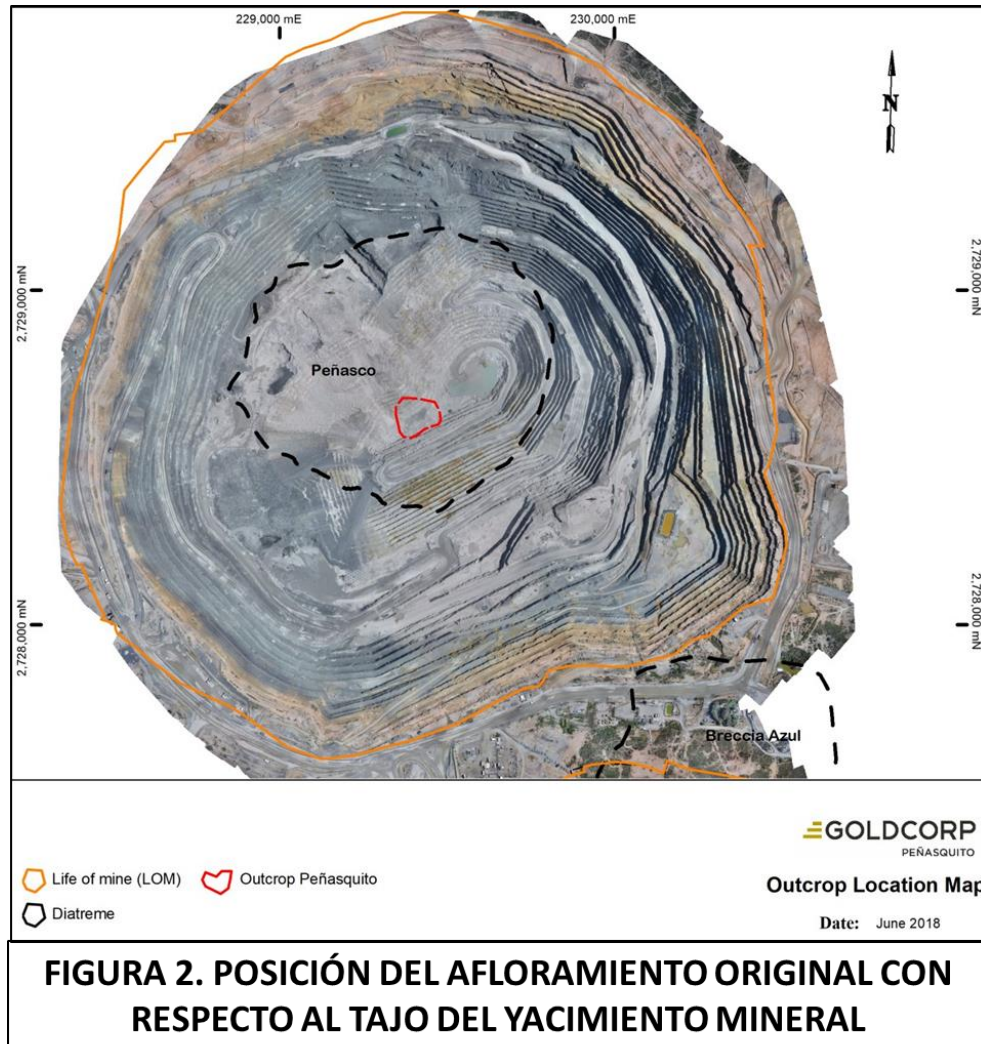 229,000 mE
230,000 mE
N
2,729,000 mN
2,729,000 mN
Peñasco
2,728,000 mN
2,728,000 mN
Breccia Azul
GOLDCORP
PEÑASQUITO
Life of mine (LOM)
Outcrop Peñasquito
Outcrop Location Map
Diatreme
Date: June 2018
FIGURA 2. POSICIÓN DEL AFLORAMIENTO ORIGINAL CON
RESPECTO AL TAJO DEL YACIMIENTO MINERAL